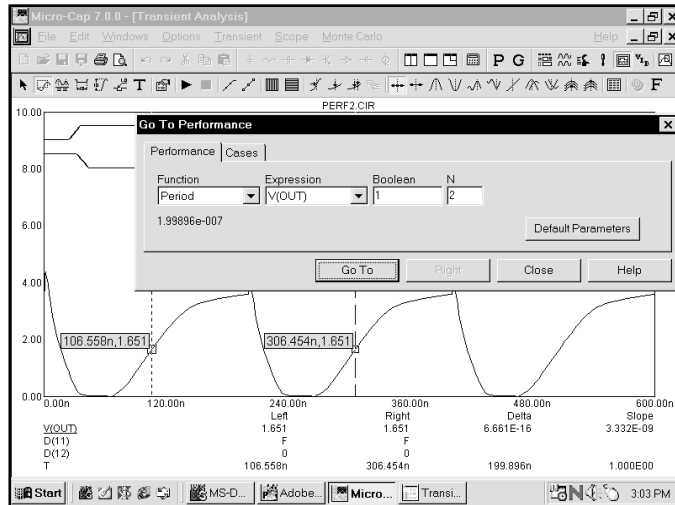 Micro-Cap 7.0.0 - [Transient Analysis]
File Edit Windows Options Transient Scope Monte Carlo Help
T P G F
PERF2.CIR
Go To Performance
Performance Cases
Function Expression Boolean N
Period V(OUT) 1 2
1.99896e-007
Default Parameters
Go To Right Close Help
10.00
8.00
6.00
4.00
2.00
0.00
106.558n,1.651 306.454n,1.651
0.00n 120.00n 240.00n 360.00n 480.00n 600.00n
Left Right Delta Slope
V(OUT) 1.651 1.651 6.661E-16 3.332E-09
D(11) F F
D(12) 0 0
T 106.558n 306.454n 199.896n 1.000E00
Start MS-D... Adobe... Micro... Transi... 3:03 PM